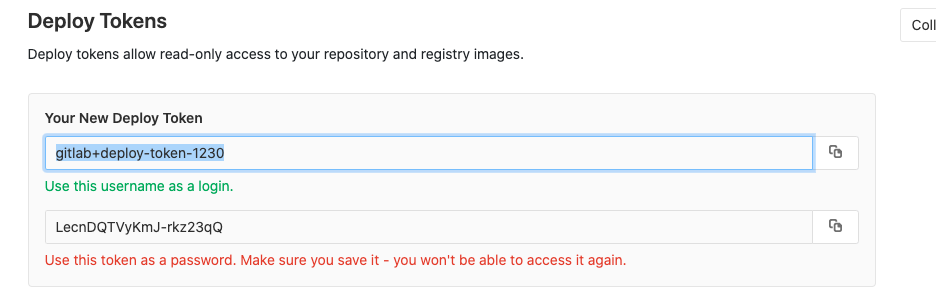 Deploy Tokens
Coll
Deploy tokens allow read-only access to your repository and registry images.
Your New Deploy Token
gitlab+deploy-token-1230
Use this username as a login.
LecnDQTVyKmJ-rkz23qQ
Use this token as a password. Make sure you save it - you won't be able to access it again.